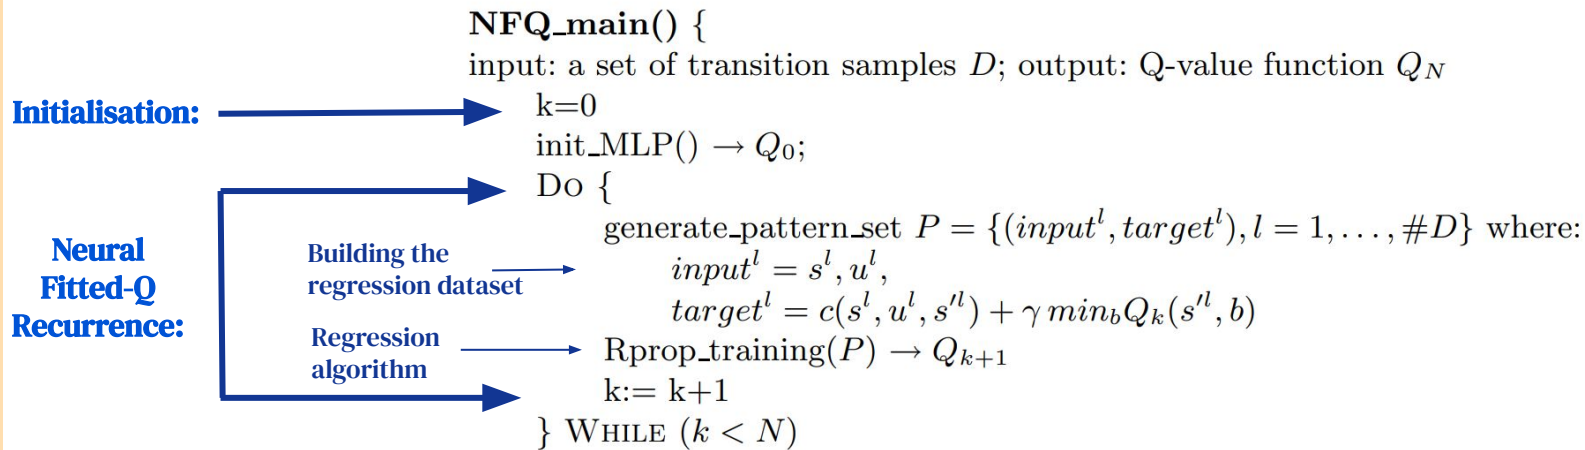 NFQ_main() {
input: a set of transition samples D; output: Q-value function Q_N
Initialisation:
k=0
init_MLP() → Q_0;
Do {
generate_pattern_set P = {(input^l, target^l), l = 1, . . . , #D} where:
Neural
Fitted-Q
Recurrence:
Building the
regression dataset
input^l = s^l, u^l,
target^l = c(s^l, u^l, s'^l) + γ min_b Q_k(s'^l, b)
Regression
algorithm
Rprop_training(P) → Q_{k+1}
k:= k+1
} While (k < N)